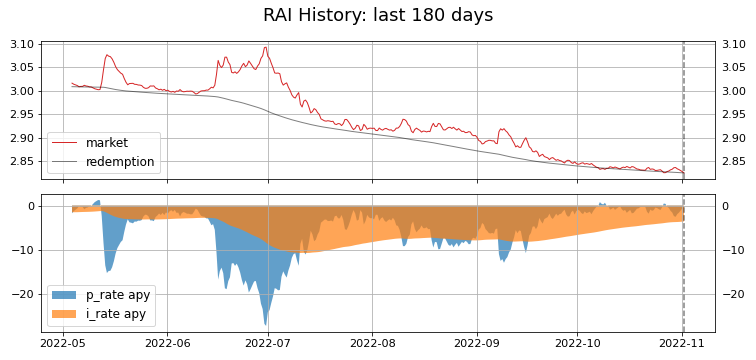 RAI History: last 180 days
3.10 3.10
3.05 3.05
3.00 3.00
2.95 2.95
2.90 2.90
2.85 2.85
market
redemption
0 0
−10 −10
−20 −20
p_rate apy
i_rate apy
2022-05 2022-06 2022-07 2022-08 2022-09 2022-10 2022-11